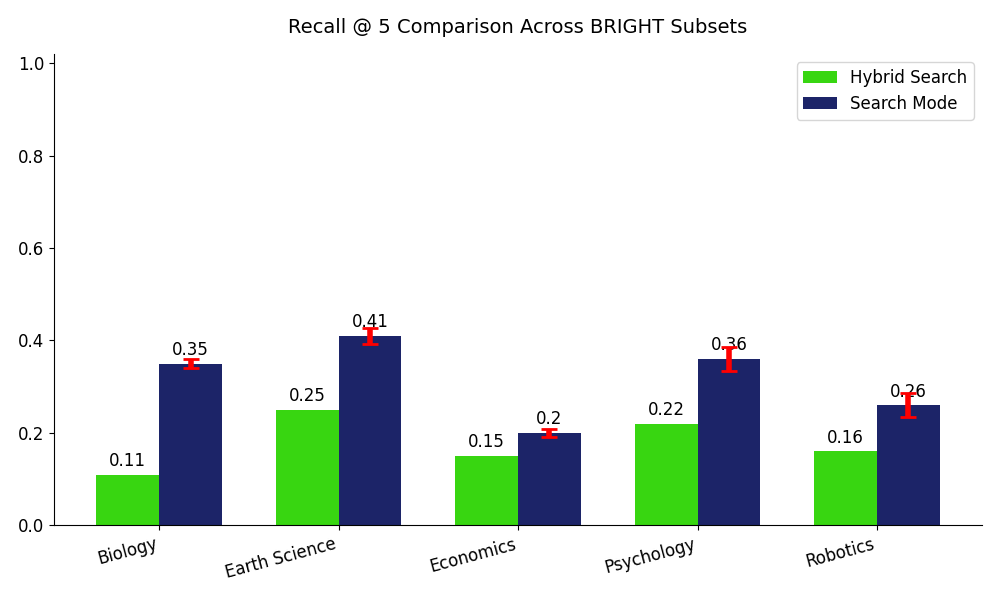 Recall @ 5 Comparison Across BRIGHT Subsets
Hybrid Search
Search Mode
1.0
0.8
0.6
0.4
0.2
0.0
0.11
0.35
0.25
0.41
0.15
0.2
0.22
0.36
0.16
0.26
Biology
Earth Science
Economics
Psychology
Robotics